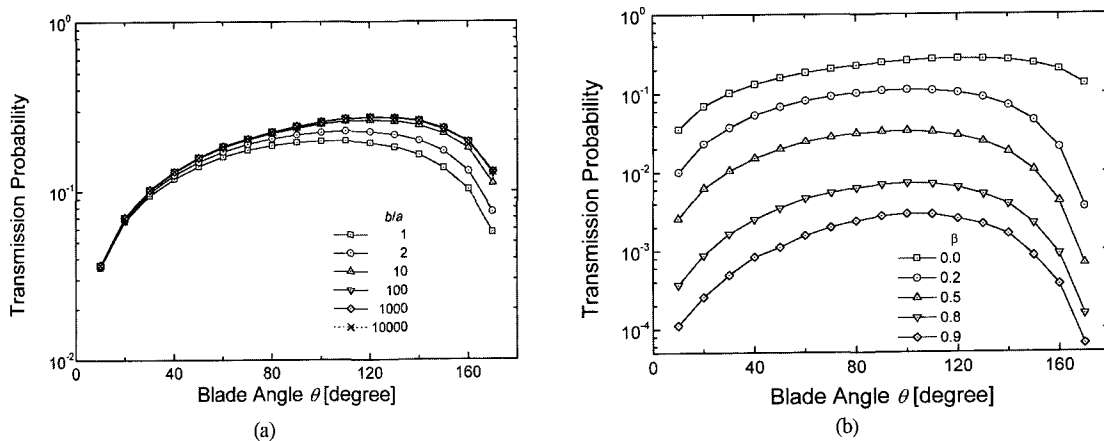 10^0
10^-1
10^-2
Transmission Probability
b/a
1
2
10
100
1000
10000
0 40 80 120 160
Blade Angle θ [degree]
(a)
10^0
10^-1
10^-2
10^-3
10^-4
Transmission Probability
β
0.0
0.2
0.5
0.8
0.9
0 40 80 120 160
Blade Angle θ [degree]
(b)